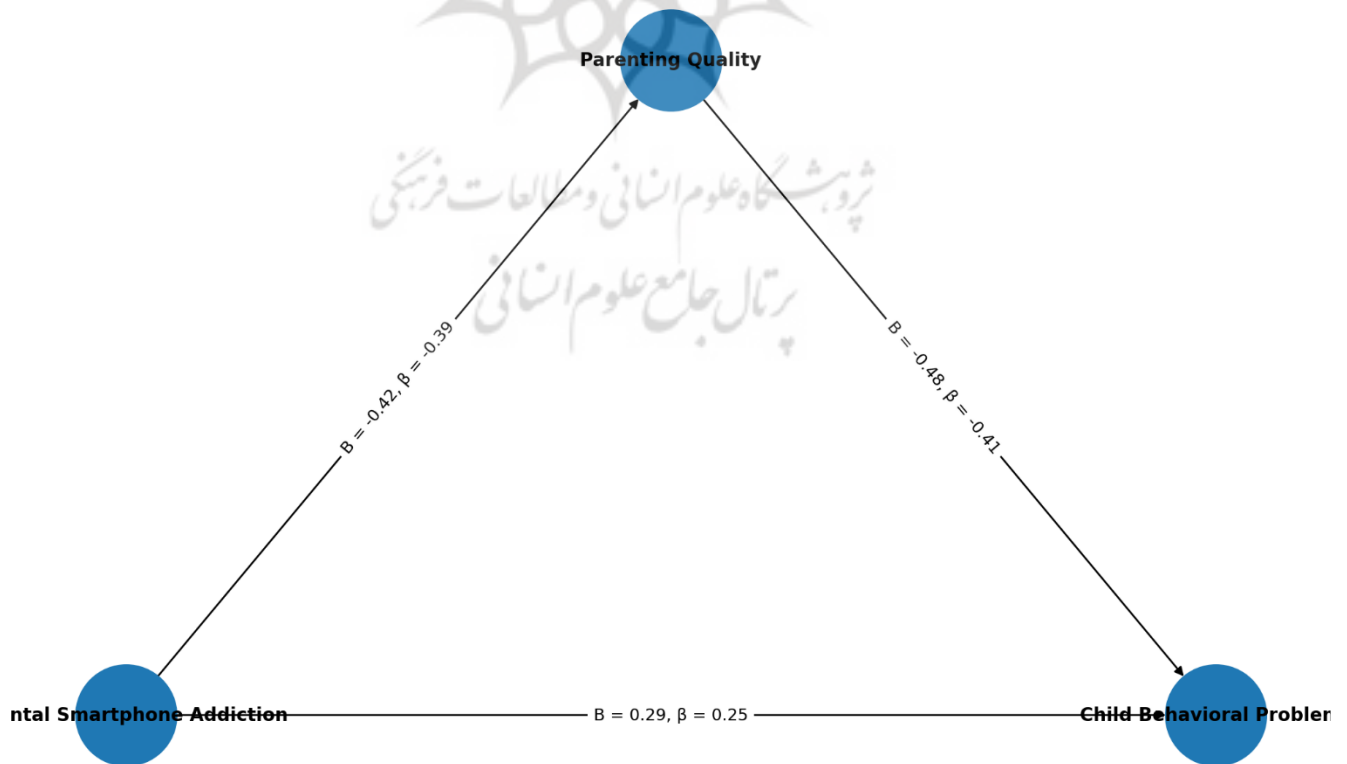 Parenting Quality
پژوهشگاه علوم انسانی و مطالعات فرهنگی
پرتال جامع علوم انسانی
B = -0.42, β = -0.39
B = -0.48, β = -0.41
ntal Smartphone Addiction
B = 0.29, β = 0.25
Child Behavioral Problem